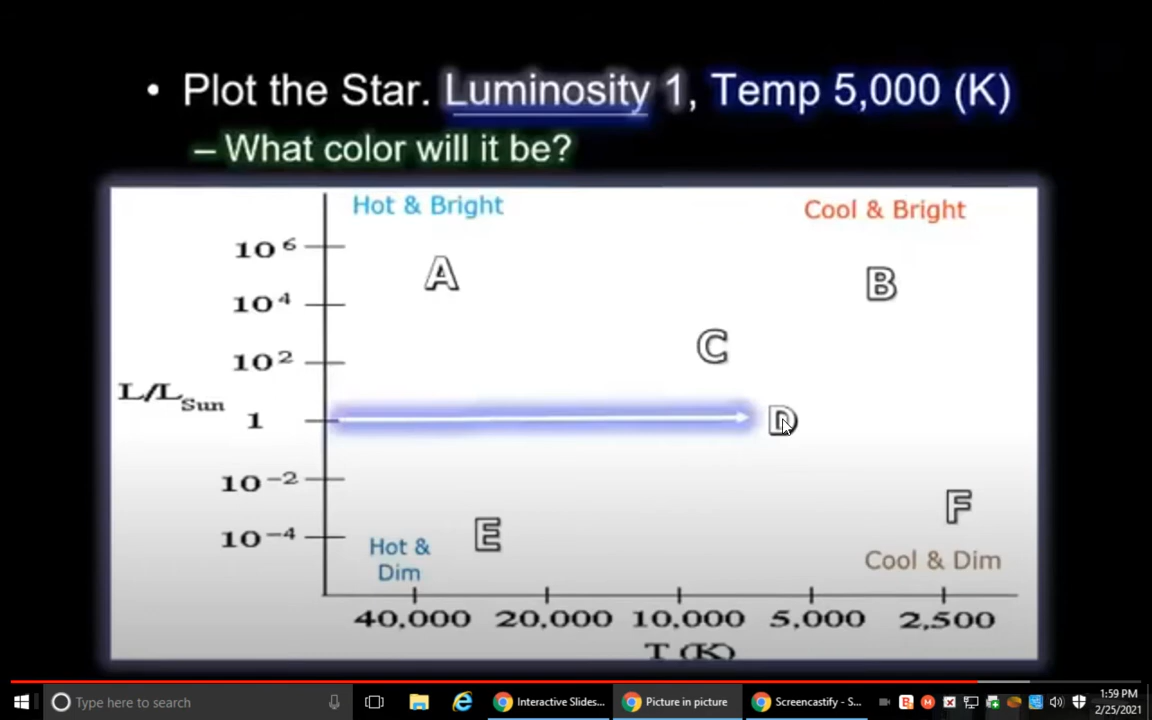 • Plot the Star. Luminosity 1, Temp 5,000 (K)
– What color will it be?
Hot & Bright
Cool & Bright
10⁶
A
B
10⁴
C
10²
L/LSun
1
D
10⁻²
F
E
10⁻⁴
Hot &
Dim
Cool & Dim
40,000 20,000 10,000 5,000 2,500
T (K)
Type here to search
Interactive Slides...
Picture in picture
Screencastify - S...
1:59 PM
2/25/2021